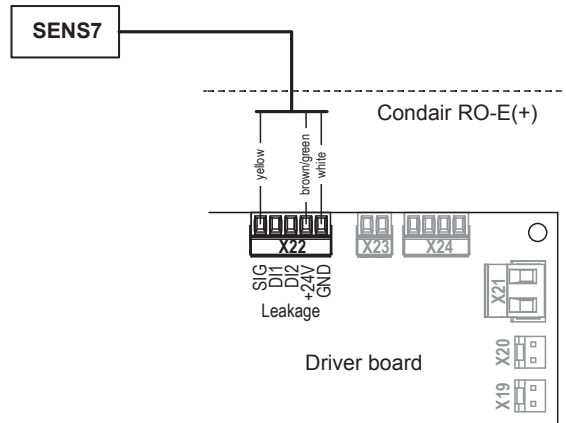 SENS7
Condair RO-E(+)
yellow
brown/green
white
X22
X23
X24
SIG
DI1
DI2
+24V
GND
Leakage
X21
Driver board
X20
X19